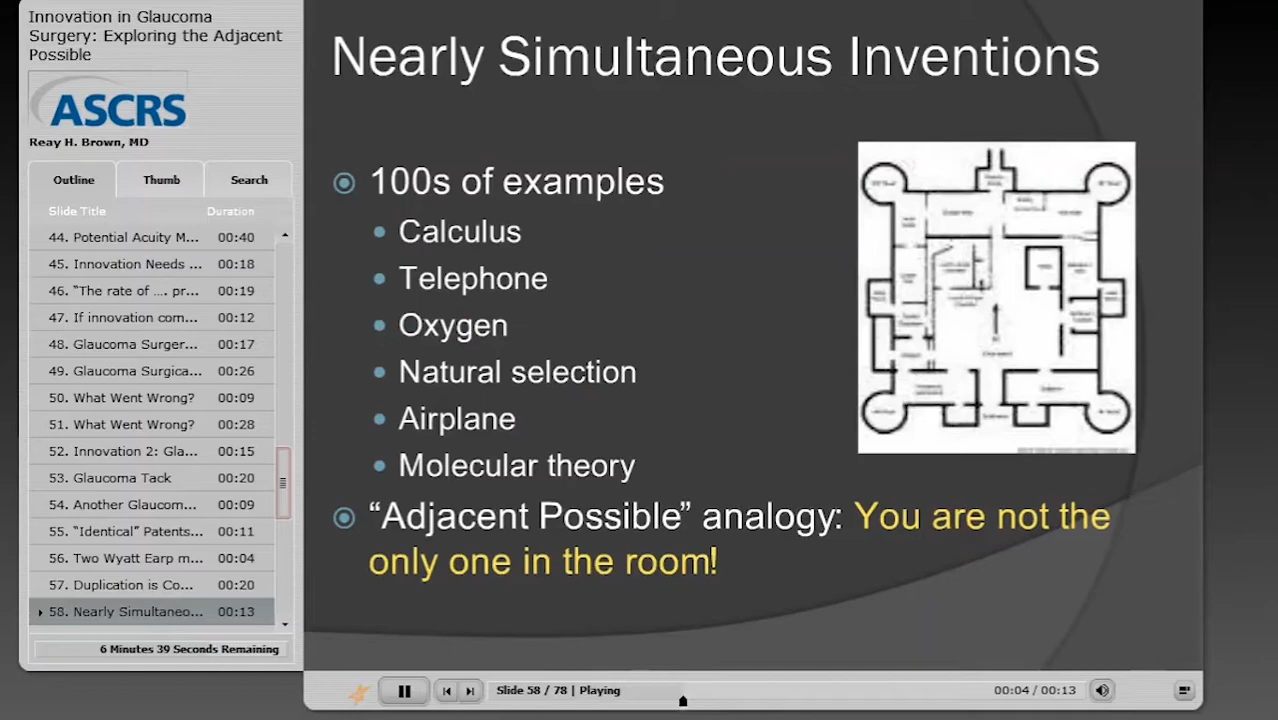 Innovation in Glaucoma
Surgery: Exploring the Adjacent
Possible
ASCRS
Reay H. Brown, MD
Outline Thumb Search
Slide Title Duration
44. Potential Acuity M... 00:40
45. Innovation Needs ... 00:18
46. “The rate of .... pr... 00:19
47. If innovation com... 00:12
48. Glaucoma Surger... 00:17
49. Glaucoma Surgica... 00:26
50. What Went Wrong? 00:09
51. What Went Wrong? 00:28
52. Innovation 2: Gla... 00:15
53. Glaucoma Tack 00:20
54. Another Glaucom... 00:09
55. “Identical” Patents... 00:11
56. Two Wyatt Earp m... 00:04
57. Duplication is Co... 00:20
58. Nearly Simultaneo... 00:13
6 Minutes 39 Seconds Remaining
Nearly Simultaneous Inventions
100s of examples
Calculus
Telephone
Oxygen
Natural selection
Airplane
Molecular theory
“Adjacent Possible” analogy: You are not the
only one in the room!
Slide 58 / 78 | Playing
00:04 / 00:13